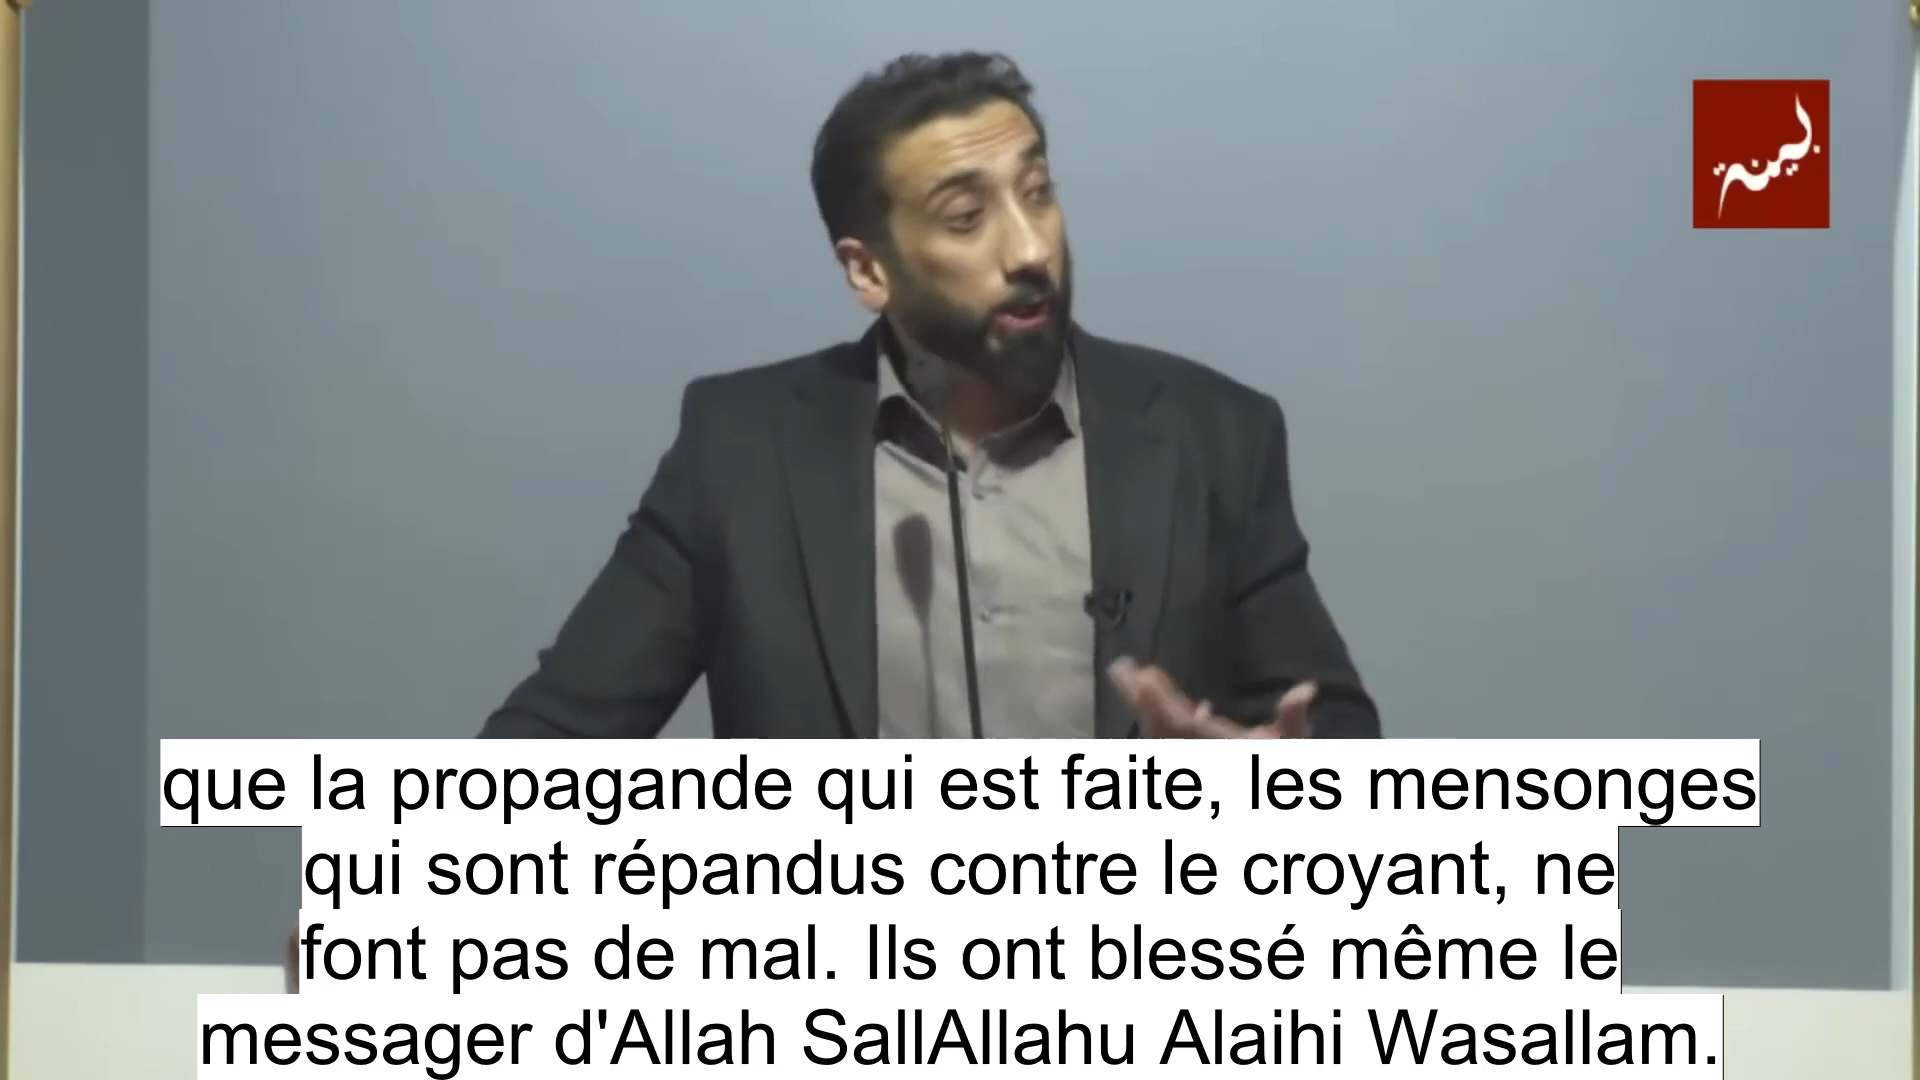 بينة
que la propagande qui est faite, les mensonges
qui sont répandus contre le croyant, ne
font pas de mal. Ils ont blessé même le
messager d'Allah SallAllahu Alaihi Wasallam.